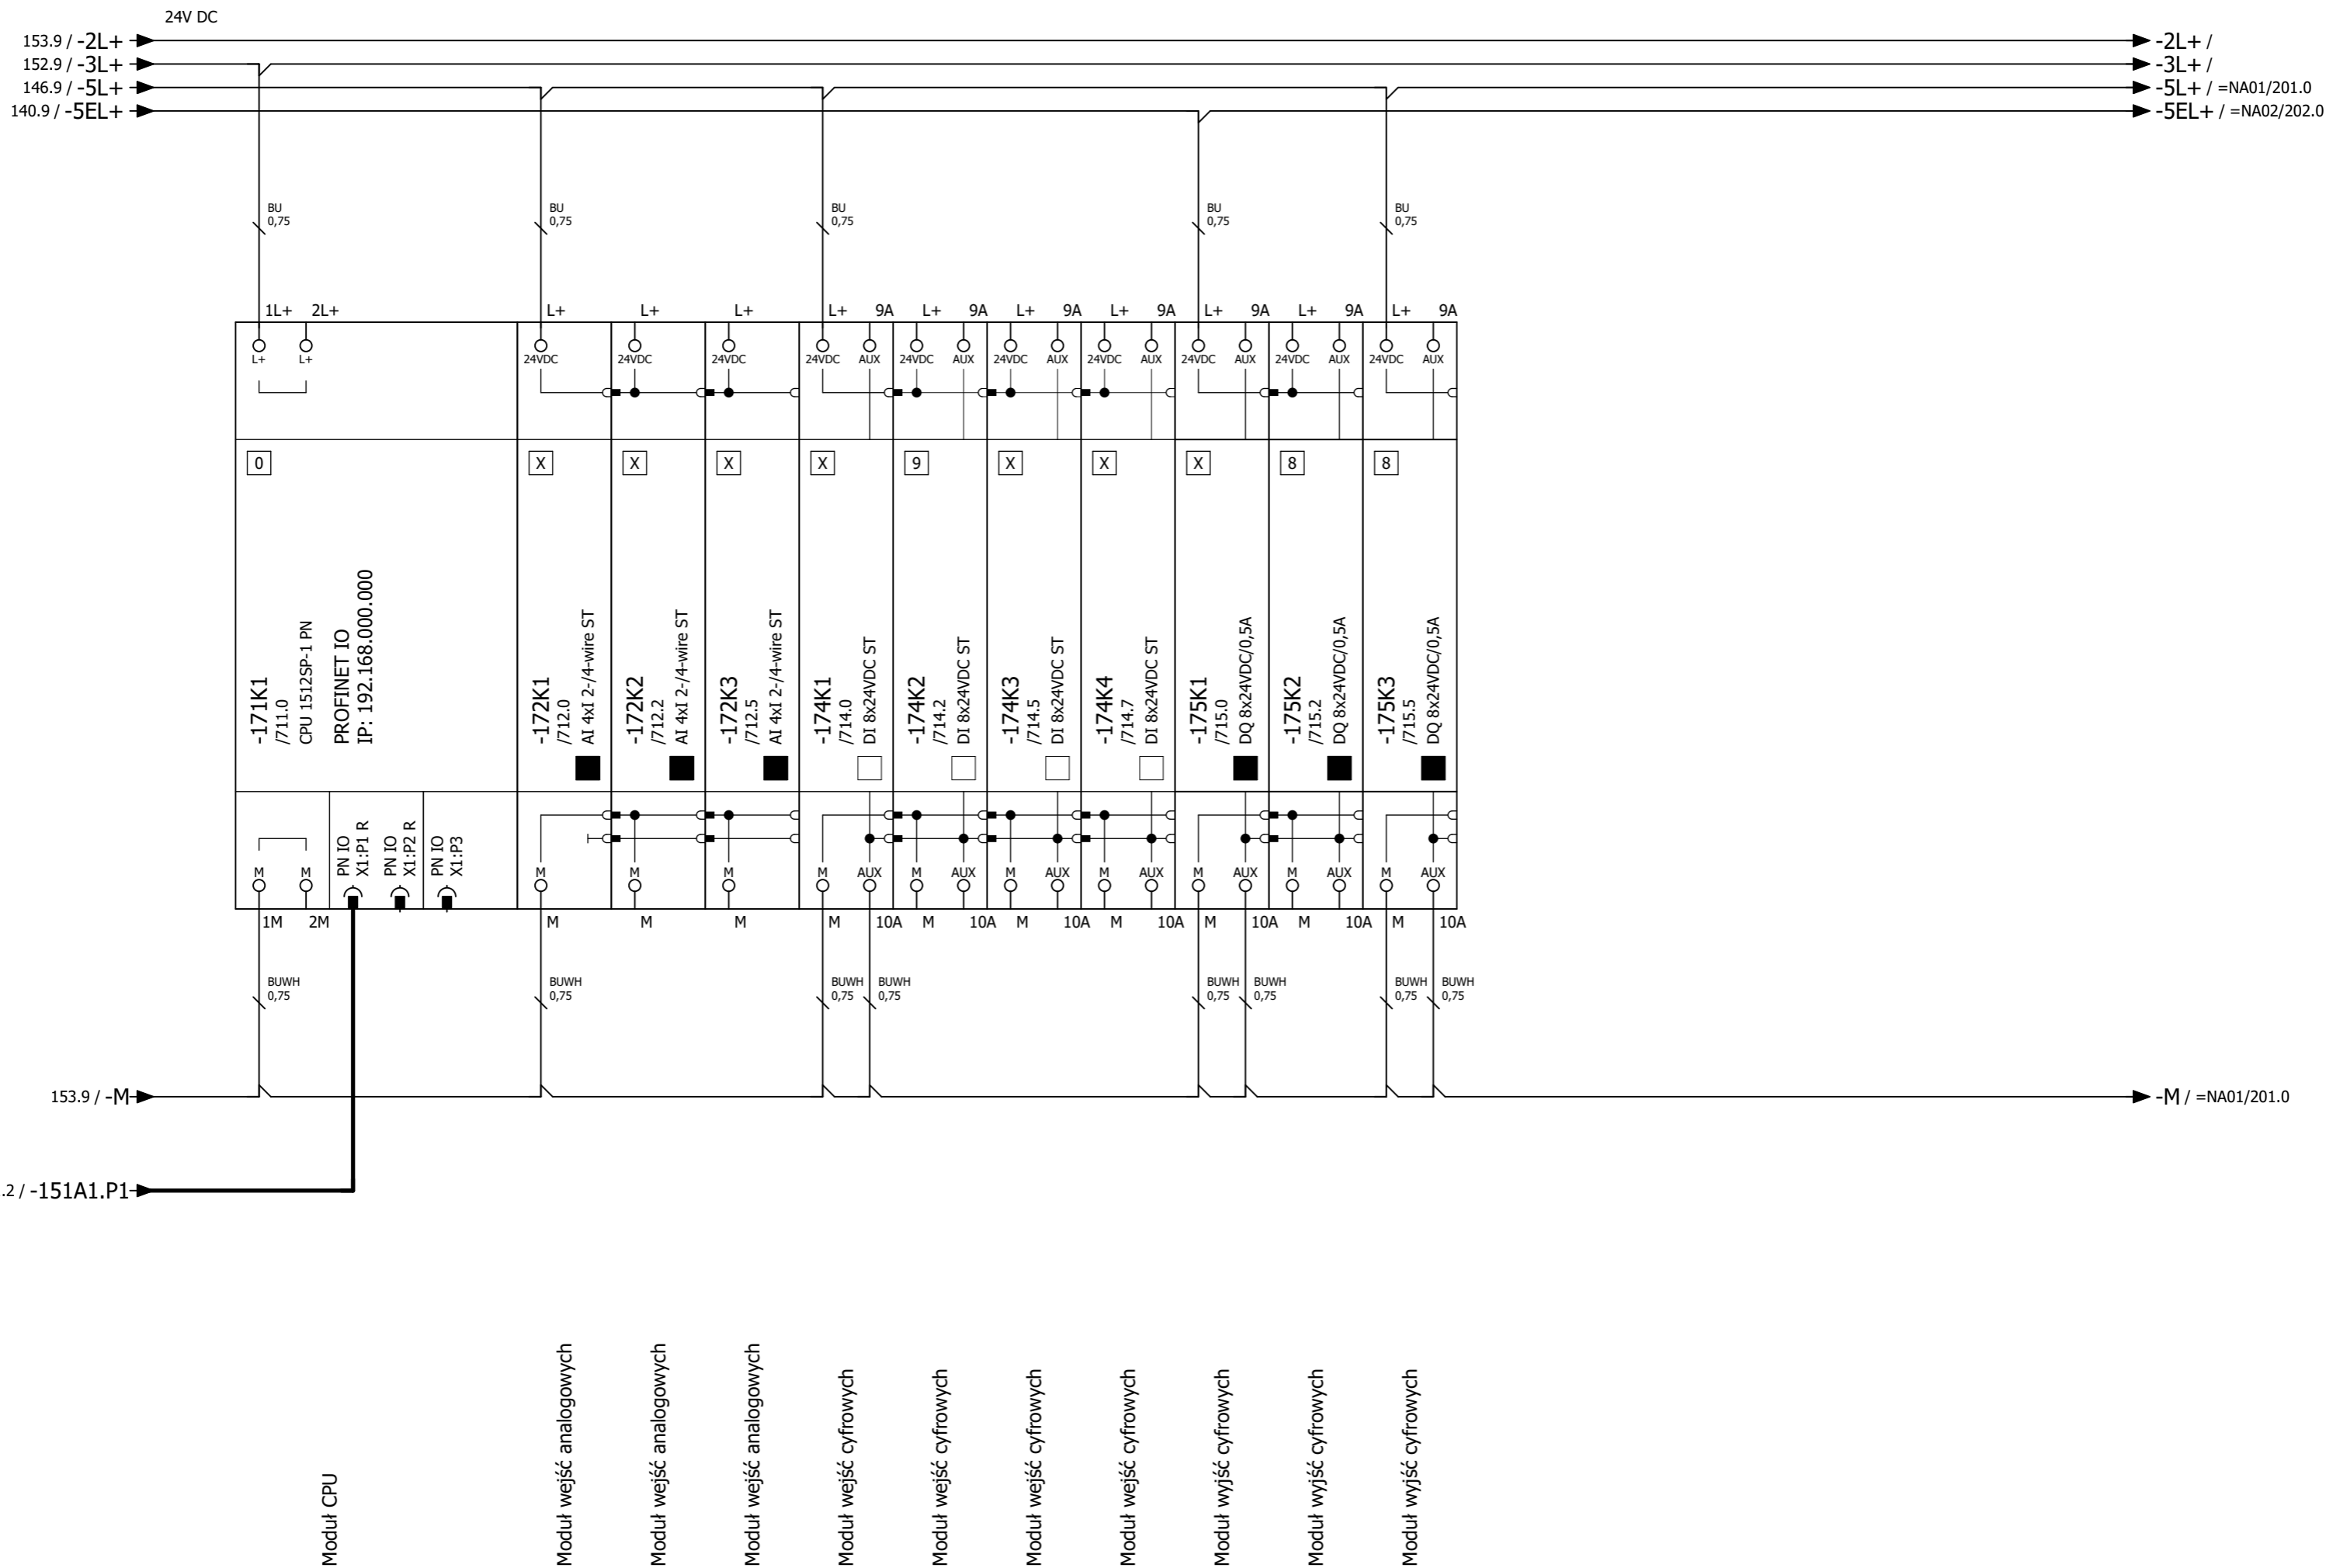 24V DC
153.9 / -2L+
-2L+ /
152.9 / -3L+
-3L+ /
146.9 / -5L+
-5L+ / =NA01/201.0
140.9 / -5EL+
-5EL+ / =NA02/202.0
BU
0,75
BU
0,75
BU
0,75
BU
0,75
BU
0,75
1L+ 2L+ L+ L+ L+ L+ 9A L+ 9A L+ 9A L+ 9A L+ 9A L+ 9A L+ 9A
L+ L+ 24VDC 24VDC 24VDC 24VDC AUX 24VDC AUX 24VDC AUX 24VDC AUX 24VDC AUX 24VDC AUX 24VDC AUX
0 X X X X 9 X X X 8 8
-171K1
/711.0
CPU 1512SP-1 PN
PROFINET IO
IP: 192.168.000.000
-172K1
/712.0
AI 4xI 2-/4-wire ST
-172K2
/712.2
AI 4xI 2-/4-wire ST
-172K3
/712.5
AI 4xI 2-/4-wire ST
-174K1
/714.0
DI 8x24VDC ST
-174K2
/714.2
DI 8x24VDC ST
-174K3
/714.5
DI 8x24VDC ST
-174K4
/714.7
DI 8x24VDC ST
-175K1
/715.0
DQ 8x24VDC/0,5A
-175K2
/715.2
DQ 8x24VDC/0,5A
-175K3
/715.5
DQ 8x24VDC/0,5A
PN IO
X1:P1 R
PN IO
X1:P2 R
PN IO
X1:P3
M M M M M M AUX M AUX M AUX M AUX M AUX M AUX M AUX
1M 2M M M M M 10A M 10A M 10A M 10A M 10A M 10A M 10A
BUWH
0,75
BUWH
0,75
BUWH
0,75
BUWH
0,75
BUWH
0,75
BUWH
0,75
BUWH
0,75
BUWH
0,75
153.9 / -M
-M / =NA01/201.0
.2 / -151A1.P1
Moduł CPU
Moduł wejść analogowych
Moduł wejść analogowych
Moduł wejść analogowych
Moduł wejść cyfrowych
Moduł wejść cyfrowych
Moduł wejść cyfrowych
Moduł wejść cyfrowych
Moduł wyjść cyfrowych
Moduł wyjść cyfrowych
Moduł wyjść cyfrowych